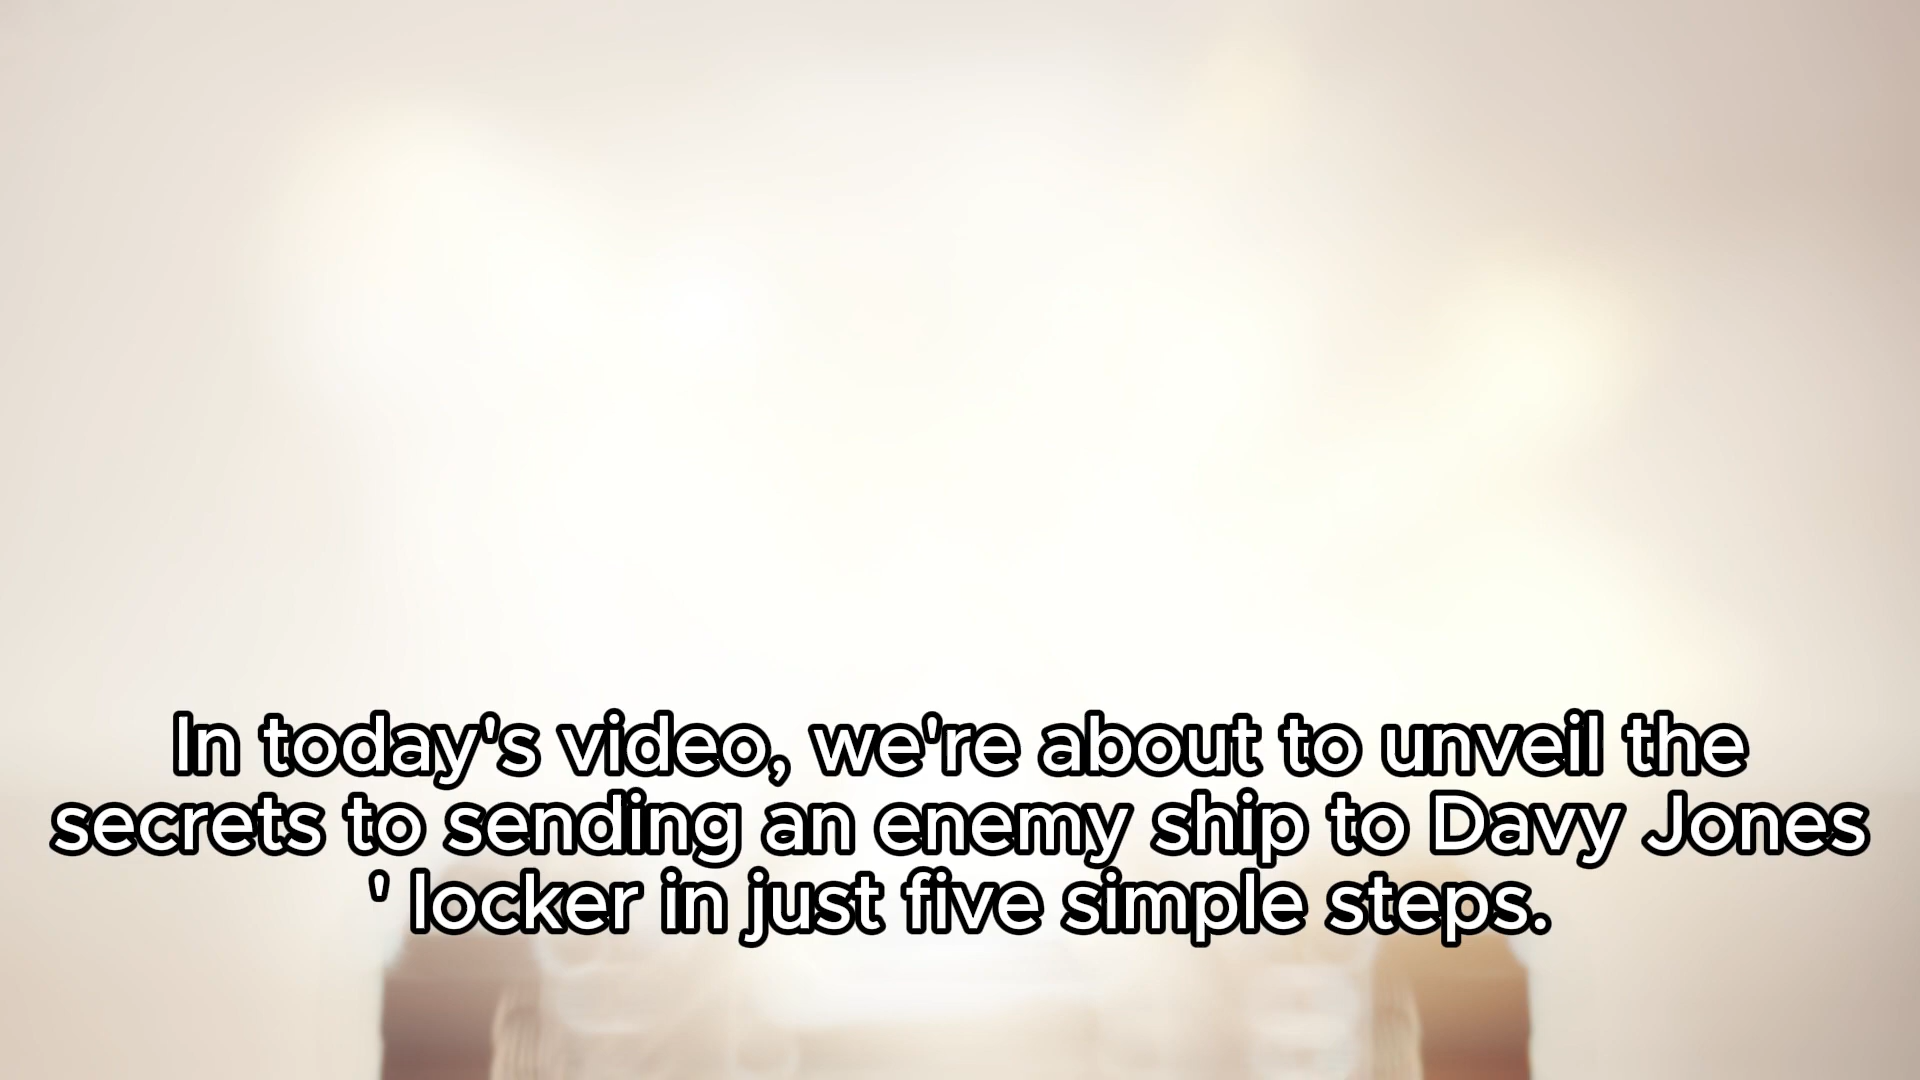 In today's video, we're about to unveil the
secrets to sending an enemy ship to Davy Jones
' locker in just five simple steps.